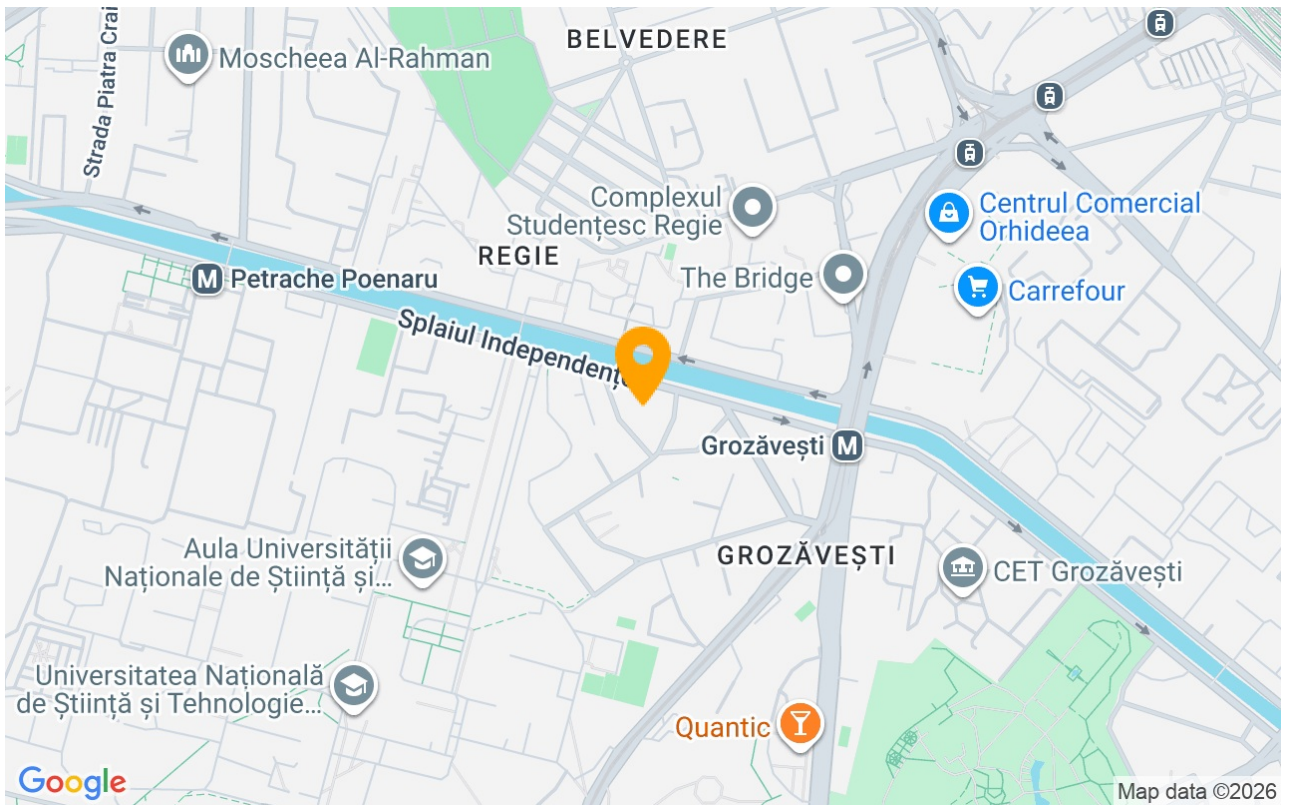 BELVEDERE
Moscheea Al-Rahman
Strada Piatra Crai
Complexul
Studențesc Regie
Centrul Comercial
Orhideea
REGIE
The Bridge
Carrefour
M Petrache Poenaru
Splaiul Independențe
Grozăvești M
Aula Universității
Naționale de Știință și...
GROZĂVEȘTI
CET Grozăvești
Universitatea Națională
de Știință și Tehnologie...
Quantic
Google
Map data ©2026